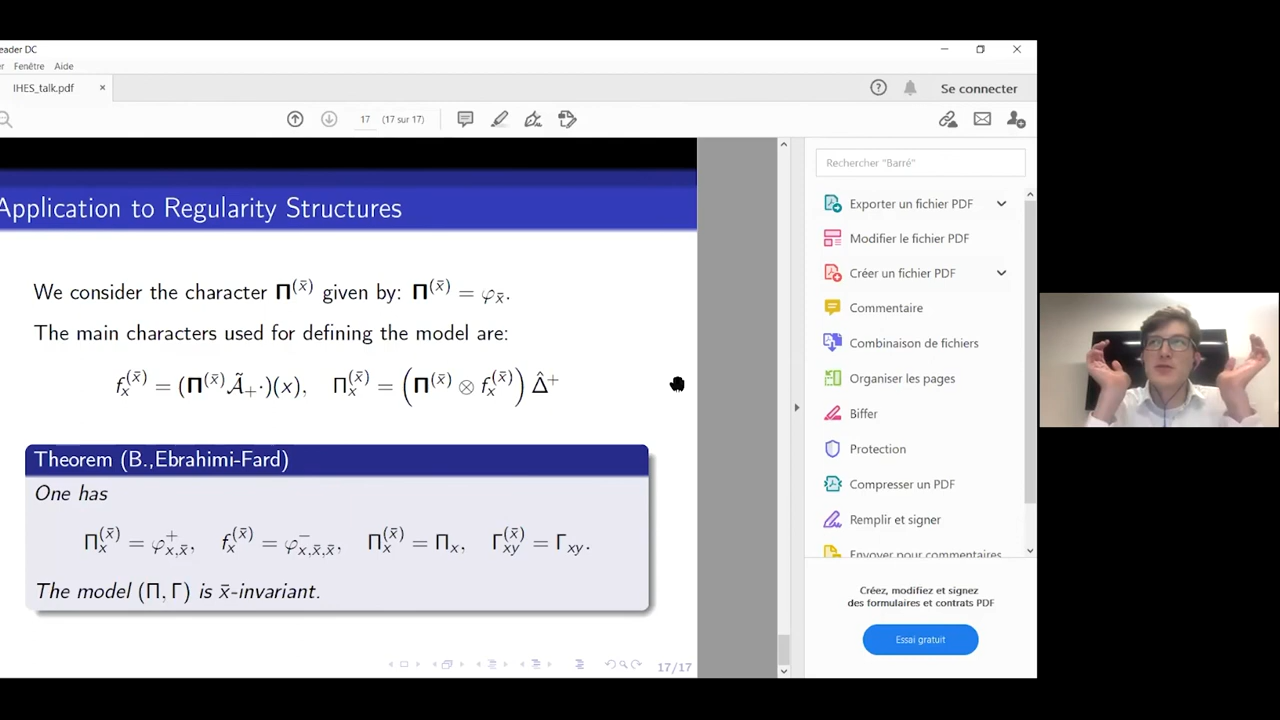 eader DC
er Fenêtre Aide
IHES_talk.pdf ×
? Se connecter
17 (17 sur 17)
Rechercher "Barré"
Application to Regularity Structures
We consider the character 𝚷^(x̄) given by: 𝚷^(x̄) = φ_x̄.
The main characters used for defining the model are:
f_x^(x̄) = (𝚷^(x̄) Ã_+ ·)(x), Π_x^(x̄) = (𝚷^(x̄) ⊗ f_x^(x̄)) Δ̂^+
Theorem (B.,Ebrahimi-Fard)
One has
Π_x^(x̄) = φ^+_{x,x̄}, f_x^(x̄) = φ^-_{x,x̄,x̄}, Π_x^(x̄) = Π_x, Γ_xy^(x̄) = Γ_xy.
The model (Π, Γ) is x̄-invariant.
17/17
Exporter un fichier PDF
Modifier le fichier PDF
Créer un fichier PDF
Commentaire
Combinaison de fichiers
Organiser les pages
Biffer
Protection
Compresser un PDF
Remplir et signer
Envoyer pour commentaires
Créez, modifiez et signez
des formulaires et contrats PDF
Essai gratuit